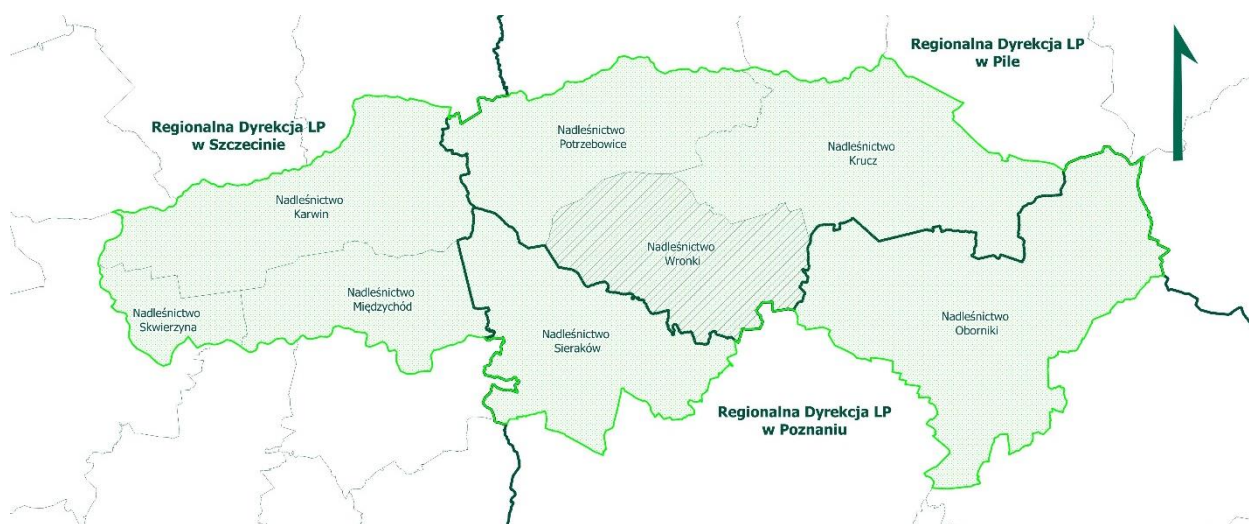 Regionalna Dyrekcja LP
w Pile
Regionalna Dyrekcja LP
w Szczecinie
Nadleśnictwo
Potrzebowice
Nadleśnictwo
Krucz
Nadleśnictwo
Karwin
Nadleśnictwo
Wronki
Nadleśnictwo
Międzychód
Nadleśnictwo
Skwierzyna
Nadleśnictwo
Sieraków
Nadleśnictwo
Oborniki
Regionalna Dyrekcja LP
w Poznaniu